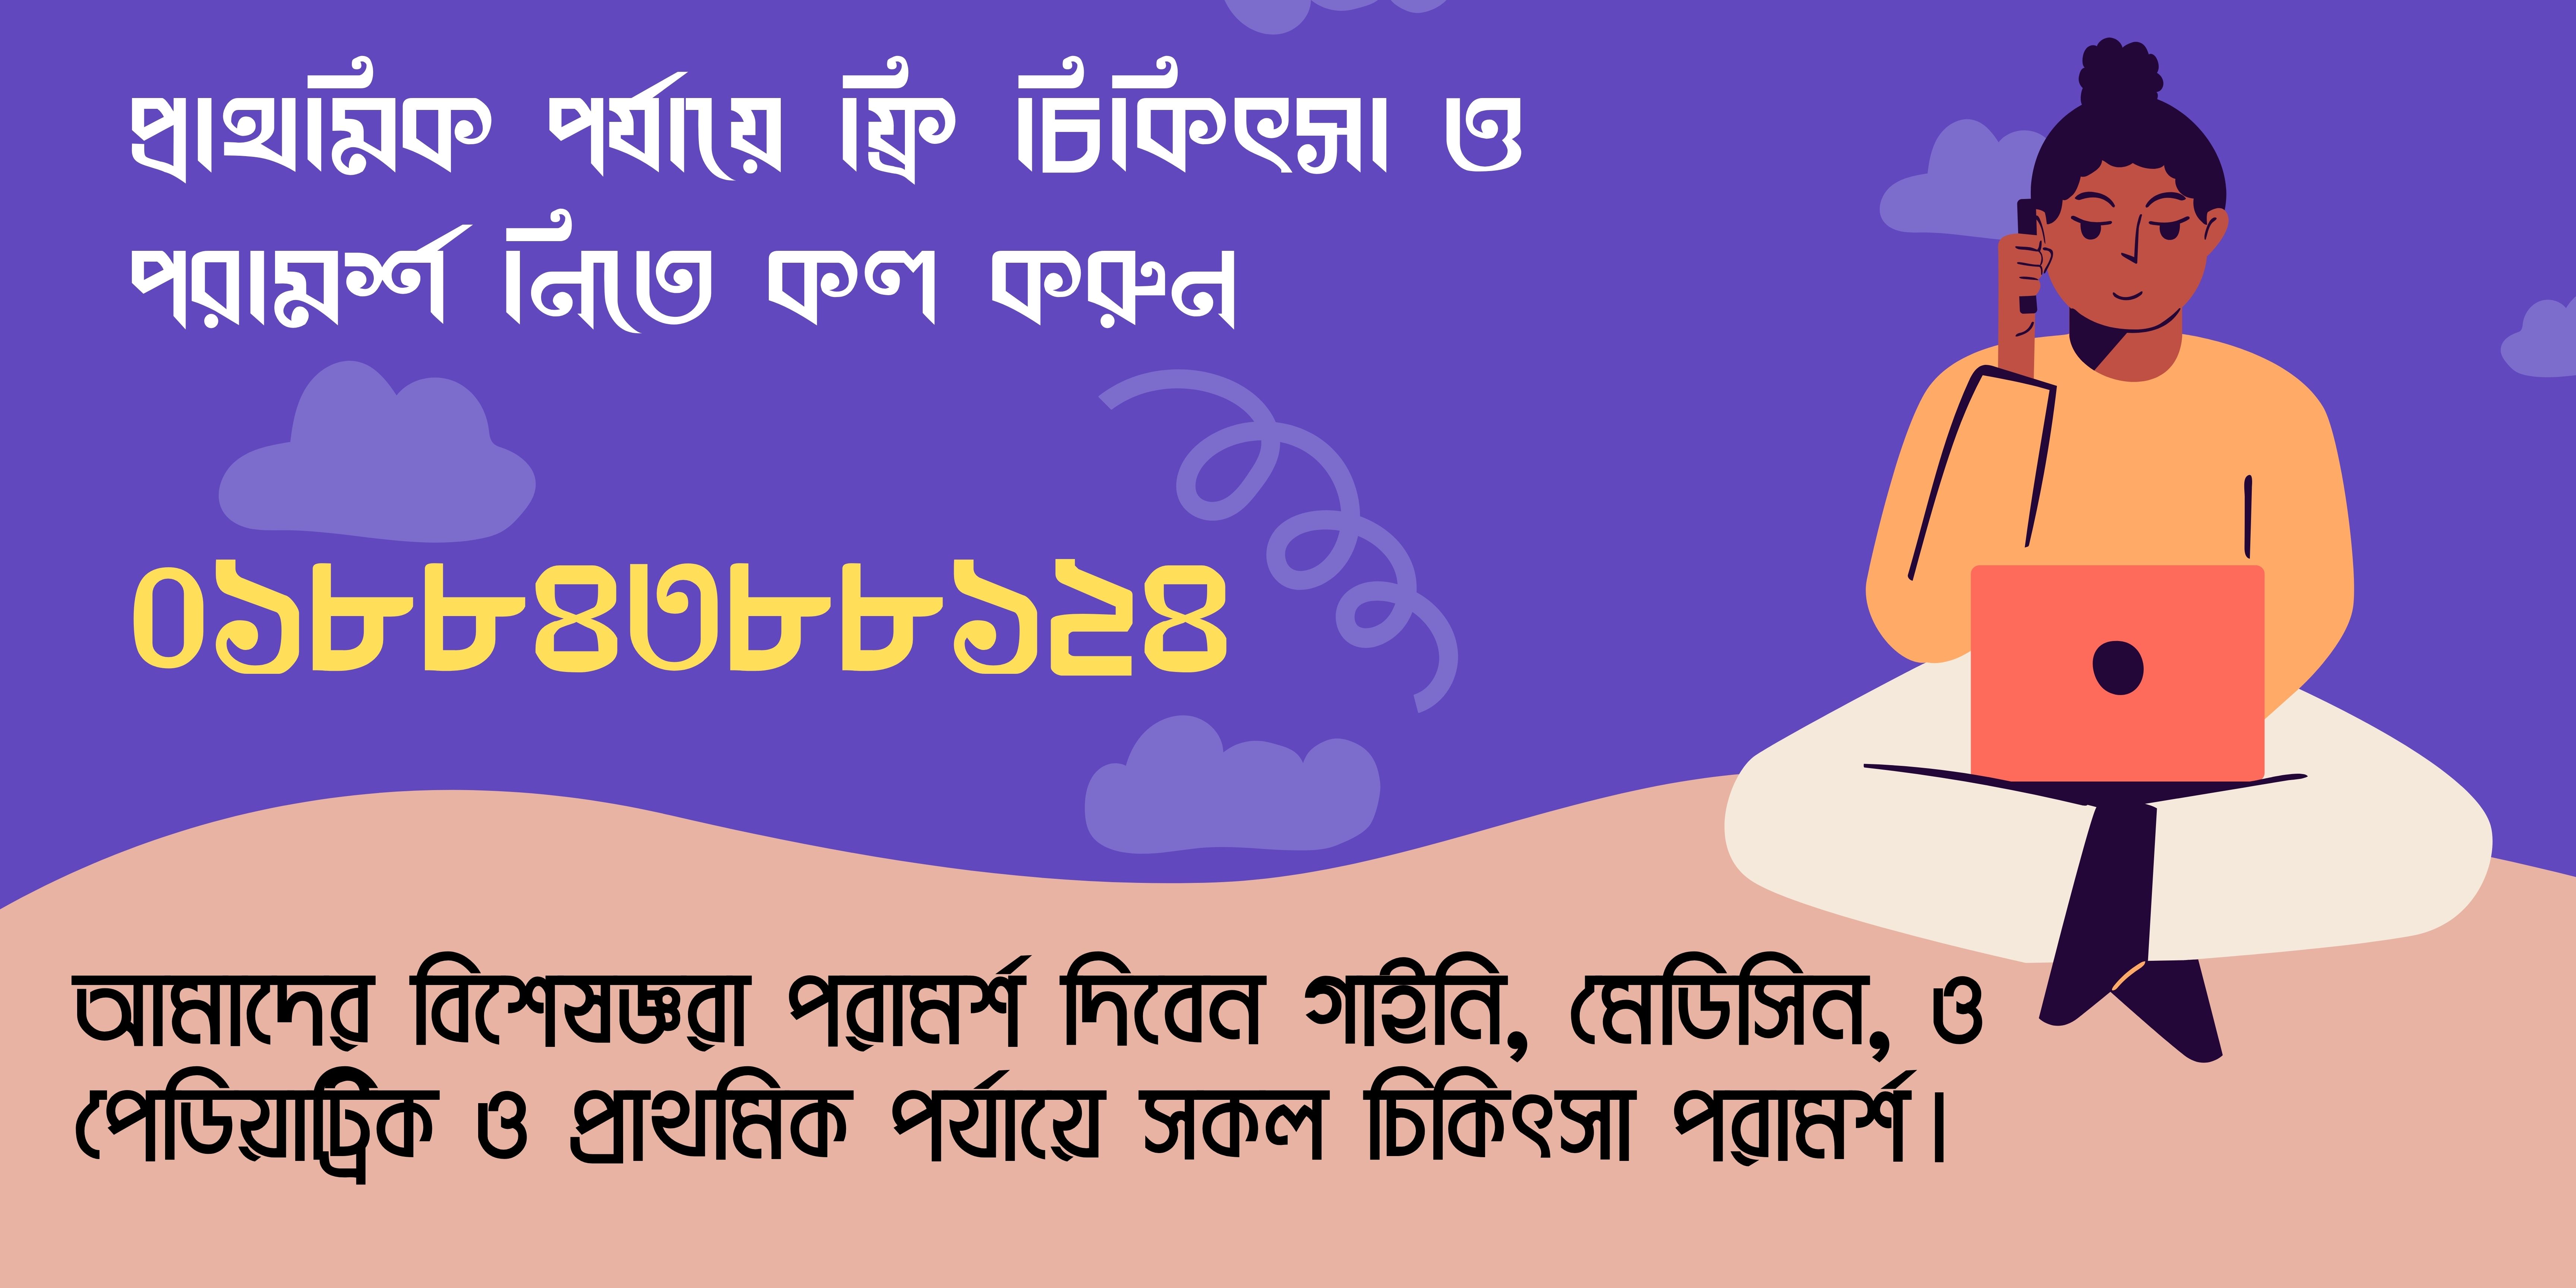 প্রাথমিক পর্যায়ে ফ্রি চিকিৎসা ও
পরামর্শ নিতে কল করুন
০১৮৮৪৩৮৮১২৪
আমাদের বিশেষজ্ঞরা পরামর্শ দিবেন গাইনি, মেডিসিন, ও
পেডিয়াট্রিক ও প্রাথমিক পর্যায়ে সকল চিকিৎসা পরামর্শ।